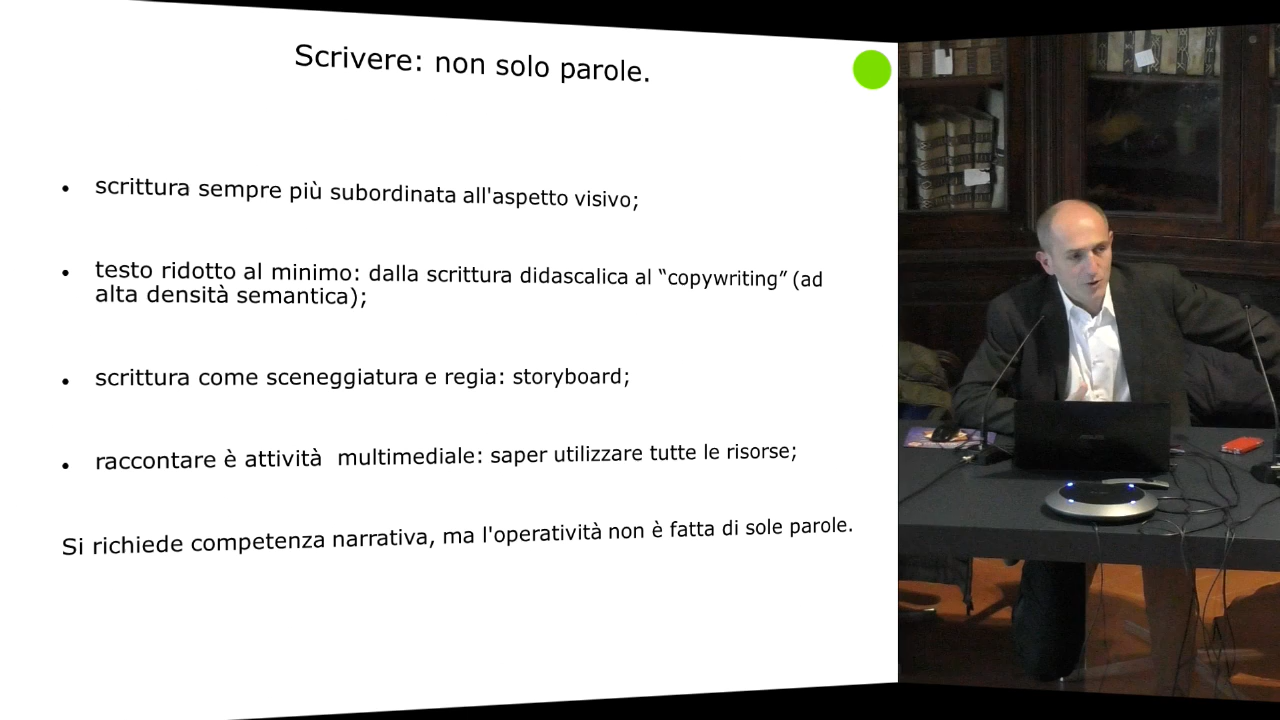 Scrivere: non solo parole.
• scrittura sempre più subordinata all'aspetto visivo;
• testo ridotto al minimo: dalla scrittura didascalica al “copywriting” (ad
alta densità semantica);
• scrittura come sceneggiatura e regia: storyboard;
• raccontare è attività  multimediale: saper utilizzare tutte le risorse;
Si richiede competenza narrativa, ma l'operatività non è fatta di sole parole.
ASUS